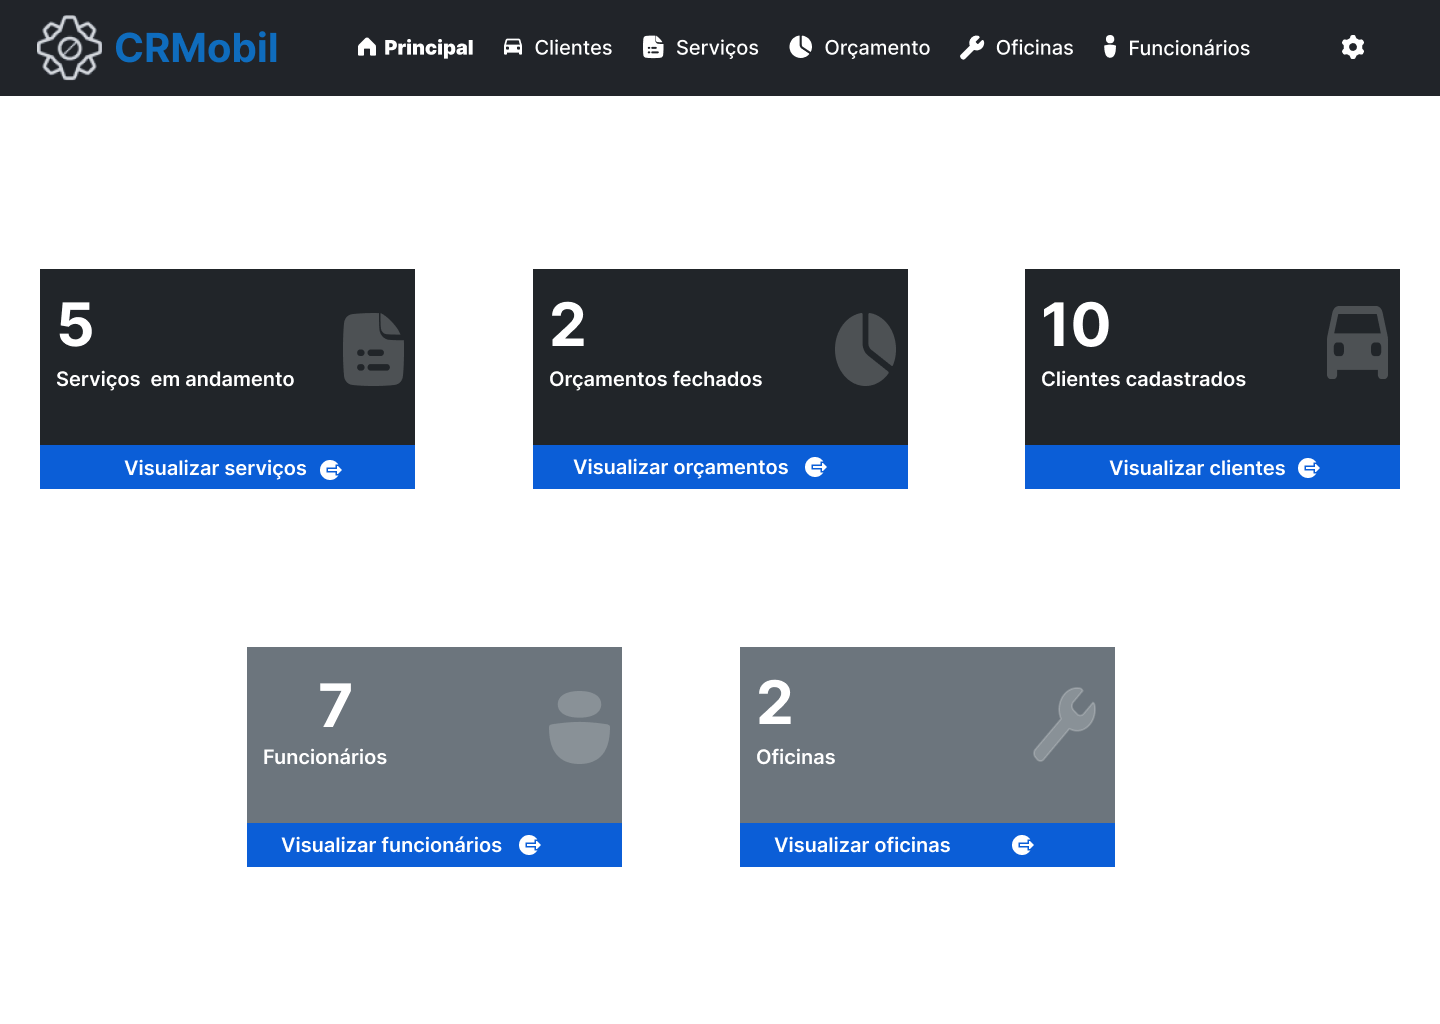 CRMobil
Principal
Clientes
Serviços
Orçamento
Oficinas
Funcionários
5
Serviços em andamento
Visualizar serviços
2
Orçamentos fechados
Visualizar orçamentos
10
Clientes cadastrados
Visualizar clientes
7
Funcionários
Visualizar funcionários
2
Oficinas
Visualizar oficinas